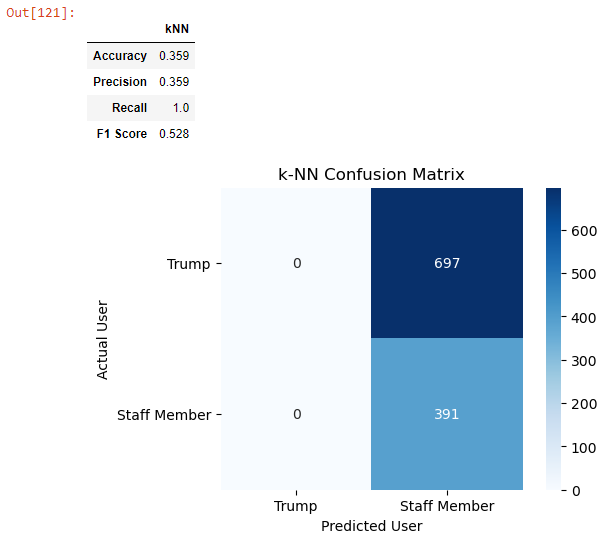 Out[121]:
kNN
Accuracy 0.359
Precision 0.359
Recall 1.0
F1 Score 0.528
k-NN Confusion Matrix
Trump 0 697
Staff Member 0 391
Actual User
Trump Staff Member
Predicted User
600
500
400
300
200
100
0